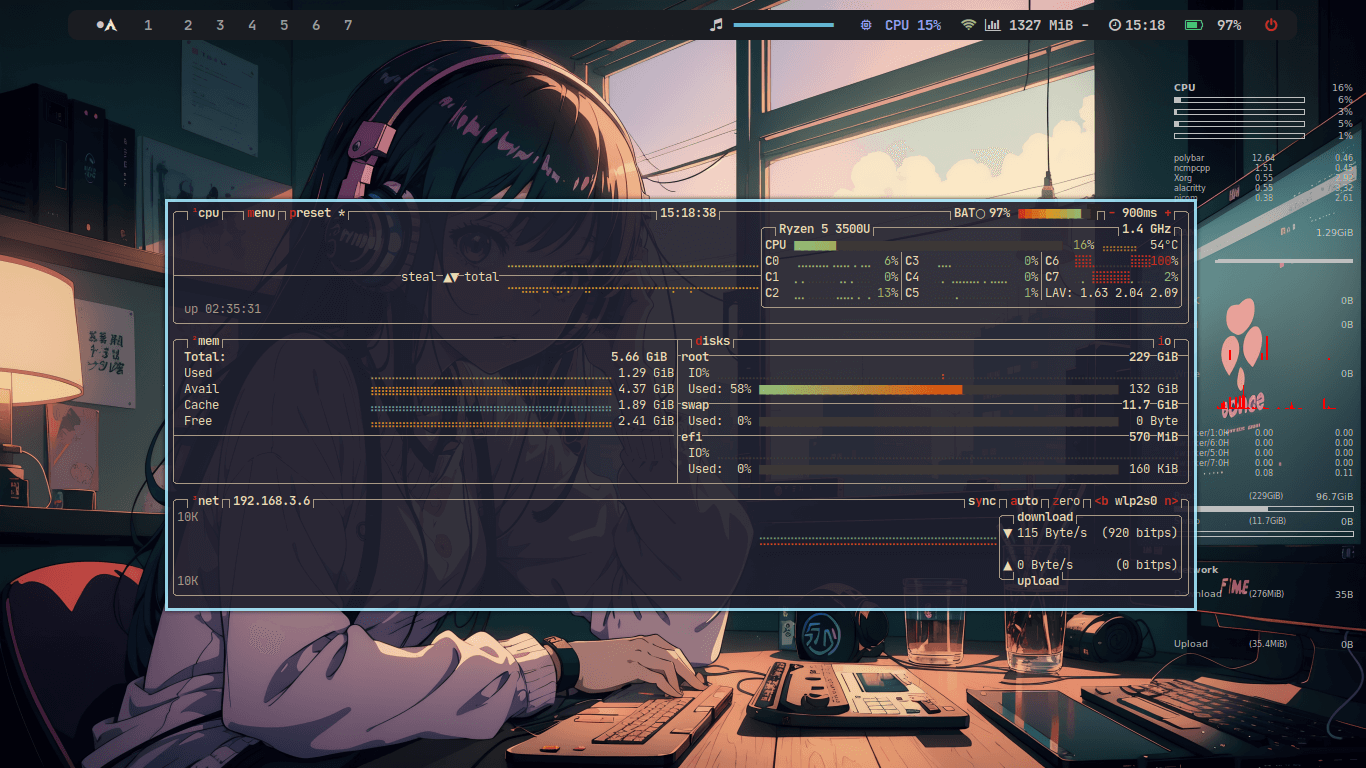 1 2 3 4 5 6 7 CPU 15% 1327 MiB - 15:18 97%
CPU 16%
6%
3%
5%
1%
polybar 12.64 0.46
ncmpcpp 1.51 0.45
Xorg 0.55
alacritty 0.55 3.32
0.38 2.61
¹cpu menu preset * 15:18:38 BAT○ 97% - 900ms +
Ryzen 5 3500U 1.4 GHz
CPU 16% 54°C
C0 6% C3 0% C6 100%
C1 0% C4 0% C7 2%
C2 13% C5 1% LAV: 1.63 2.04 2.09
steal ▲▼ total
up 02:35:31
1.29GiB
0B
0B
0B
²mem disks io
Total: 5.66 GiB
Used 1.29 GiB
Avail 4.37 GiB
Cache 1.89 GiB
Free 2.41 GiB
root 229 GiB
IO%
Used: 58% 132 GiB
swap 11.7 GiB
Used: 0% 0 Byte
efi 570 MiB
IO%
Used: 0% 160 KiB
ker/1:0H 0.00 0.00
ker/6:0H 0.00 0.00
ker/5:0H 0.00 0.00
ker/7:0H 0.00 0.00
0.08 0.11
(229GiB) 96.7GiB
(11.7GiB) 0B
³net 192.168.3.6 sync auto zero <b wlp2s0 n>
10K
download
▼ 115 Byte/s (920 bitps)
▲ 0 Byte/s (0 bitps)
upload
10K
work
nload (276MiB) 35B
Upload (35.4MiB) 0B